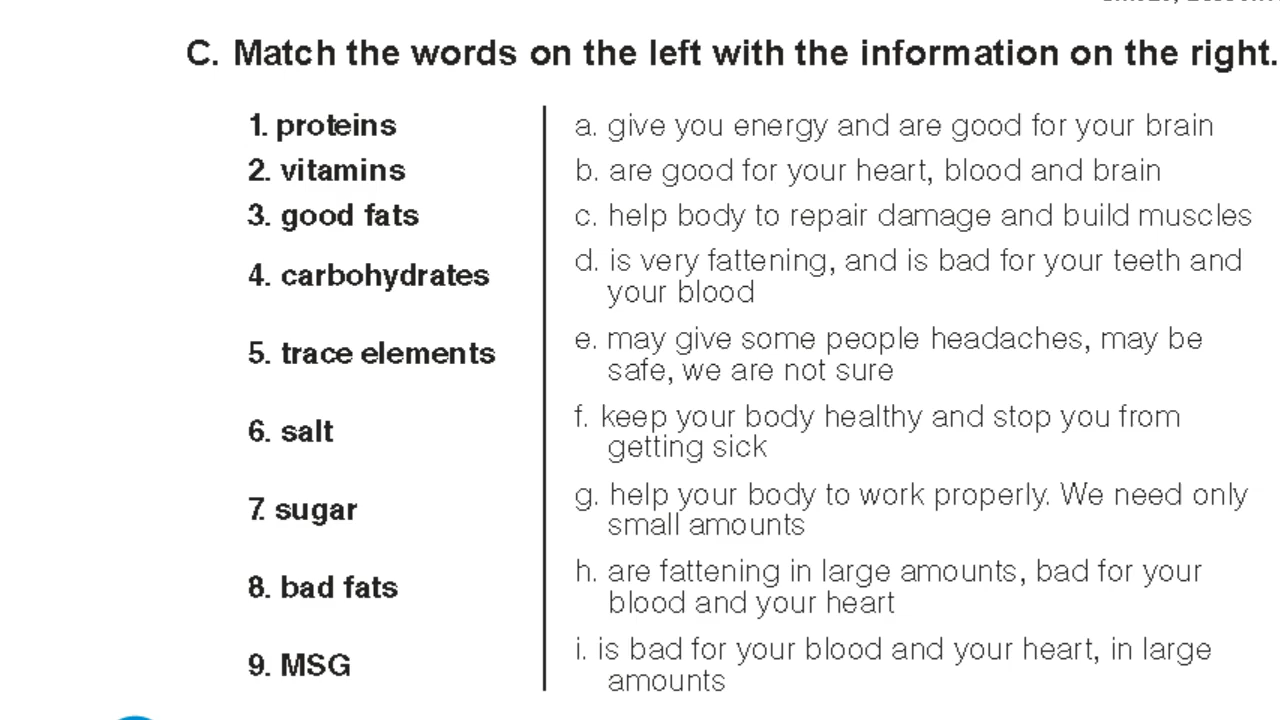 C. Match the words on the left with the information on the right.
1. proteins
2. vitamins
3. good fats
4. carbohydrates
5. trace elements
6. salt
7. sugar
8. bad fats
9. MSG
a. give you energy and are good for your brain
b. are good for your heart, blood and brain
c. help body to repair damage and build muscles
d. is very fattening, and is bad for your teeth and
your blood
e. may give some people headaches, may be
safe, we are not sure
f. keep your body healthy and stop you from
getting sick
g. help your body to work properly. We need only
small amounts
h. are fattening in large amounts, bad for your
blood and your heart
i. is bad for your blood and your heart, in large
amounts